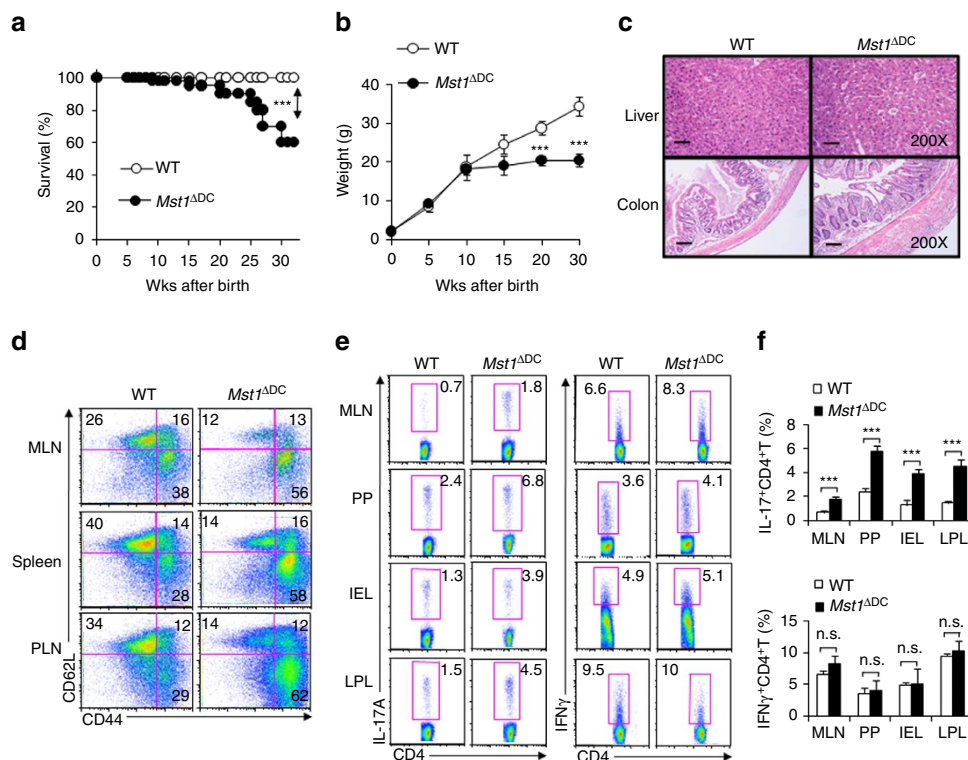 a
WT
Mst1ΔDC
***
Survival (%)
100
80
60
40
20
0
0 5 10 15 20 25 30
Wks after birth
b
WT
Mst1ΔDC
***
***
Weight (g)
40
30
20
10
0
0 5 10 15 20 25 30
Wks after birth
c
WT Mst1ΔDC
Liver
200X
Colon
200X
d
WT Mst1ΔDC
MLN
26 16 12 13
38 56
Spleen
40 14 14 16
28 58
PLN
34 12 14 12
29 62
CD62L
CD44
e
WT Mst1ΔDC WT Mst1ΔDC
MLN 0.7 1.8 6.6 8.3
PP 2.4 6.8 3.6 4.1
IEL 1.3 3.9 4.9 5.1
LPL 1.5 4.5 9.5 10
IL-17A
CD4
IFNγ
CD4
f
WT
Mst1ΔDC
IL-17+CD4+T (%)
8
6
4
2
0
*** *** *** ***
MLN PP IEL LPL
WT
Mst1ΔDC
IFNγ+CD4+T (%)
15
10
5
0
n.s. n.s. n.s. n.s.
MLN PP IEL LPL